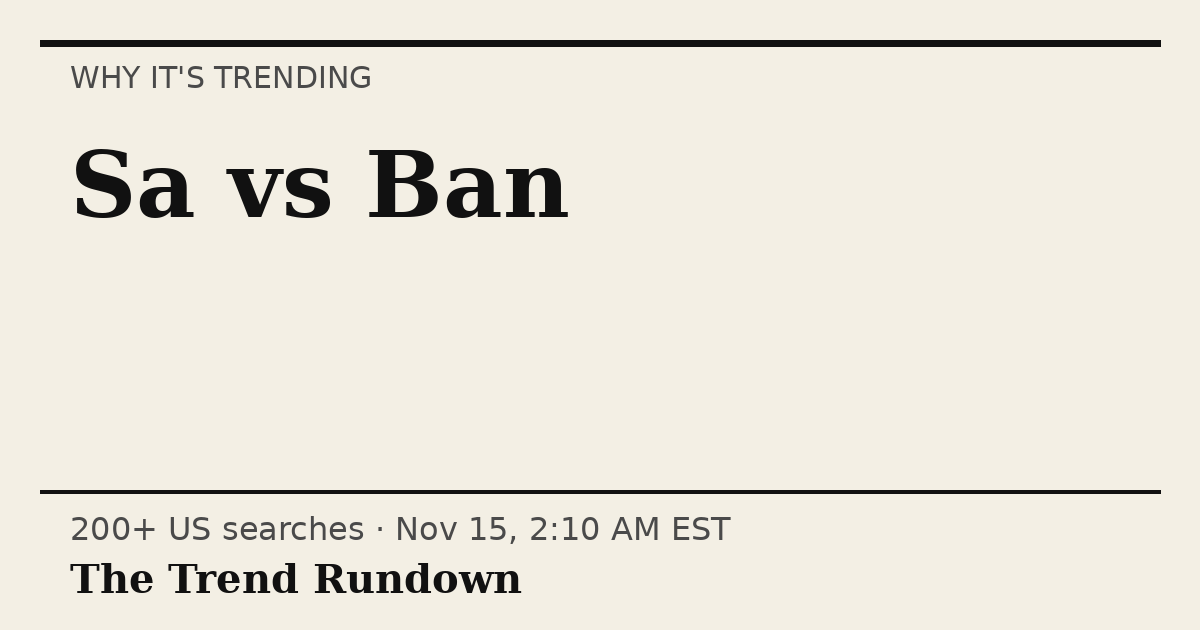 WHY IT'S TRENDING
Sa vs Ban
200+ US searches · Nov 15, 2:10 AM EST
The Trend Rundown